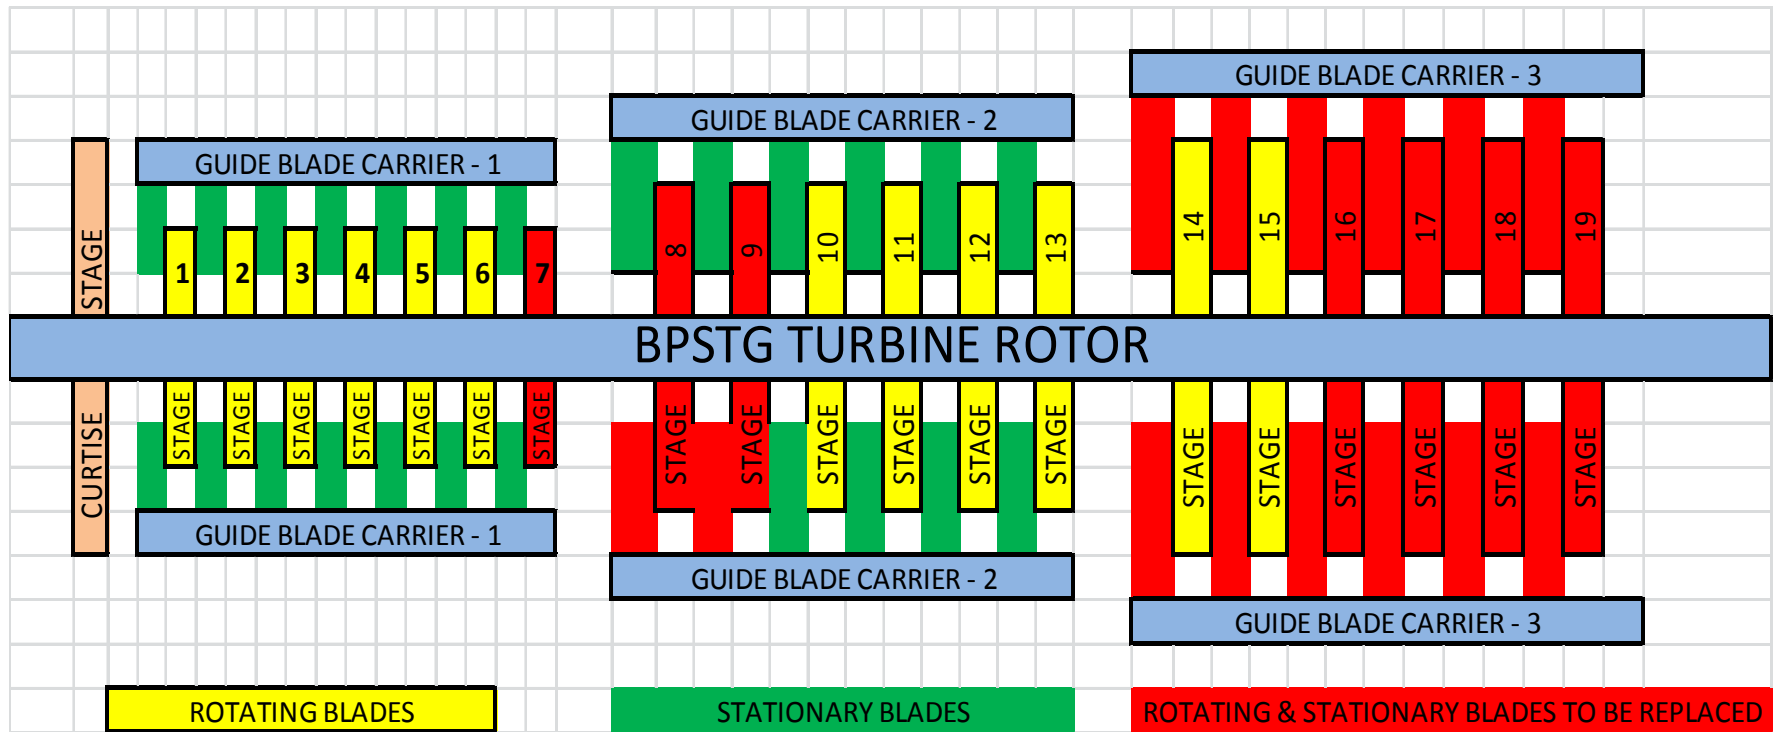 GUIDE BLADE CARRIER - 3
GUIDE BLADE CARRIER - 2
GUIDE BLADE CARRIER - 1
CURTISE STAGE
1 2 3 4 5 6 7
8 9 10 11 12 13
14 15 16 17 18 19
BPSTG TURBINE ROTOR
STAGE STAGE STAGE STAGE STAGE STAGE STAGE
STAGE STAGE STAGE STAGE STAGE STAGE
STAGE STAGE STAGE STAGE STAGE STAGE
GUIDE BLADE CARRIER - 1
GUIDE BLADE CARRIER - 2
GUIDE BLADE CARRIER - 3
ROTATING BLADES
STATIONARY BLADES
ROTATING & STATIONARY BLADES TO BE REPLACED